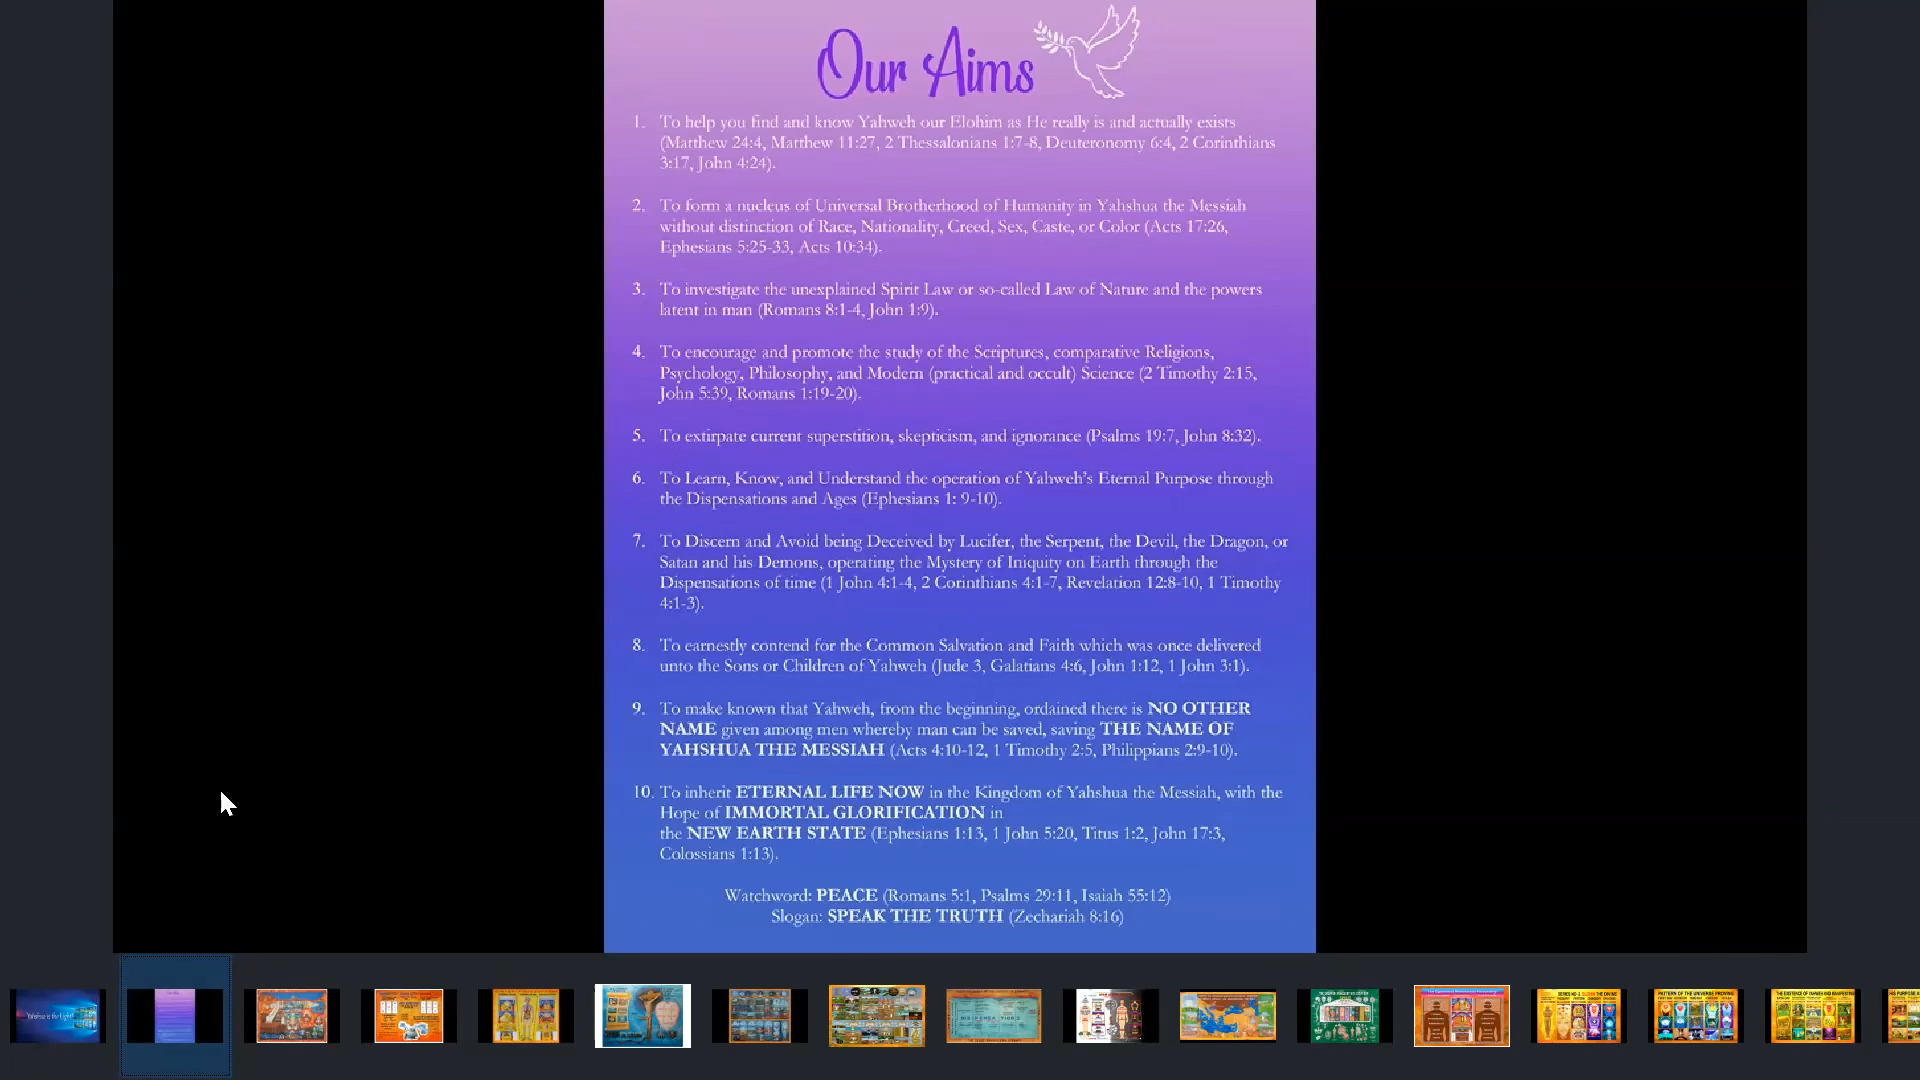 Our Aims
1. To help you find and know Yahweh our Elohim as He really is and actually exists
(Matthew 24:4, Matthew 11:27, 2 Thessalonians 1:7-8, Deuteronomy 6:4, 2 Corinthians
3:17, John 4:24).
2. To form a nucleus of Universal Brotherhood of Humanity in Yahshua the Messiah
without distinction of Race, Nationality, Creed, Sex, Caste, or Color (Acts 17:26,
Ephesians 5:25-33, Acts 10:34).
3. To investigate the unexplained Spirit Law or so-called Law of Nature and the powers
latent in man (Romans 8:1-4, John 1:9).
4. To encourage and promote the study of the Scriptures, comparative Religions,
Psychology, Philosophy, and Modern (practical and occult) Science (2 Timothy 2:15,
John 5:39, Romans 1:19-20).
5. To extirpate current superstition, skepticism, and ignorance (Psalms 19:7, John 8:32).
6. To Learn, Know, and Understand the operation of Yahweh's Eternal Purpose through
the Dispensations and Ages (Ephesians 1: 9-10).
7. To Discern and Avoid being Deceived by Lucifer, the Serpent, the Devil, the Dragon, or
Satan and his Demons, operating the Mystery of Iniquity on Earth through the
Dispensations of time (1 John 4:1-4, 2 Corinthians 4:1-7, Revelation 12:8-10, 1 Timothy
4:1-3).
8. To earnestly contend for the Common Salvation and Faith which was once delivered
unto the Sons or Children of Yahweh (Jude 3, Galatians 4:6, John 1:12, 1 John 3:1).
9. To make known that Yahweh, from the beginning, ordained there is NO OTHER
NAME given among men whereby man can be saved, saving THE NAME OF
YAHSHUA THE MESSIAH (Acts 4:10-12, 1 Timothy 2:5, Philippians 2:9-10).
10. To inherit ETERNAL LIFE NOW in the Kingdom of Yahshua the Messiah, with the
Hope of IMMORTAL GLORIFICATION in
the NEW EARTH STATE (Ephesians 1:13, 1 John 5:20, Titus 1:2, John 17:3,
Colossians 1:13).
Watchword: PEACE (Romans 5:1, Psalms 29:11, Isaiah 55:12)
Slogan: SPEAK THE TRUTH (Zechariah 8:16)